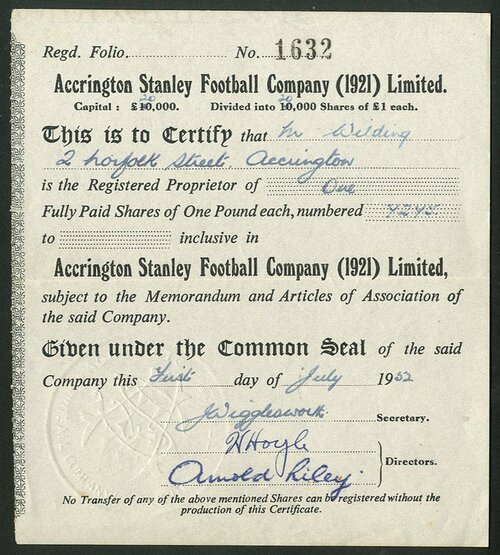 Regd. Folio No. 1632
Accrington Stanley Football Company (1921) Limited.
Capital : £20,000. Divided into 20,000 Shares of £1 each.
This is to Certify that Mr Wilding
2 Norfolk Street, Accrington
is the Registered Proprietor of One
Fully Paid Shares of One Pound each, numbered
to inclusive in
Accrington Stanley Football Company (1921) Limited,
subject to the Memorandum and Articles of Association of
the said Company.
Given under the Common Seal of the said
Company this First day of July 1952
J Wigglesworth Secretary.
H Hoyle
Directors.
Arnold Riley.
No Transfer of any of the above mentioned Shares can be registered without the
production of this Certificate.